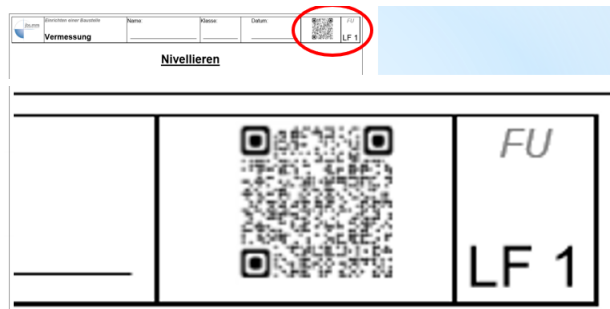 Einrichten einer Baustelle
Vermessung
Name:
Klasse:
Datum:
FU
LF 1
Nivellieren
FU
LF 1